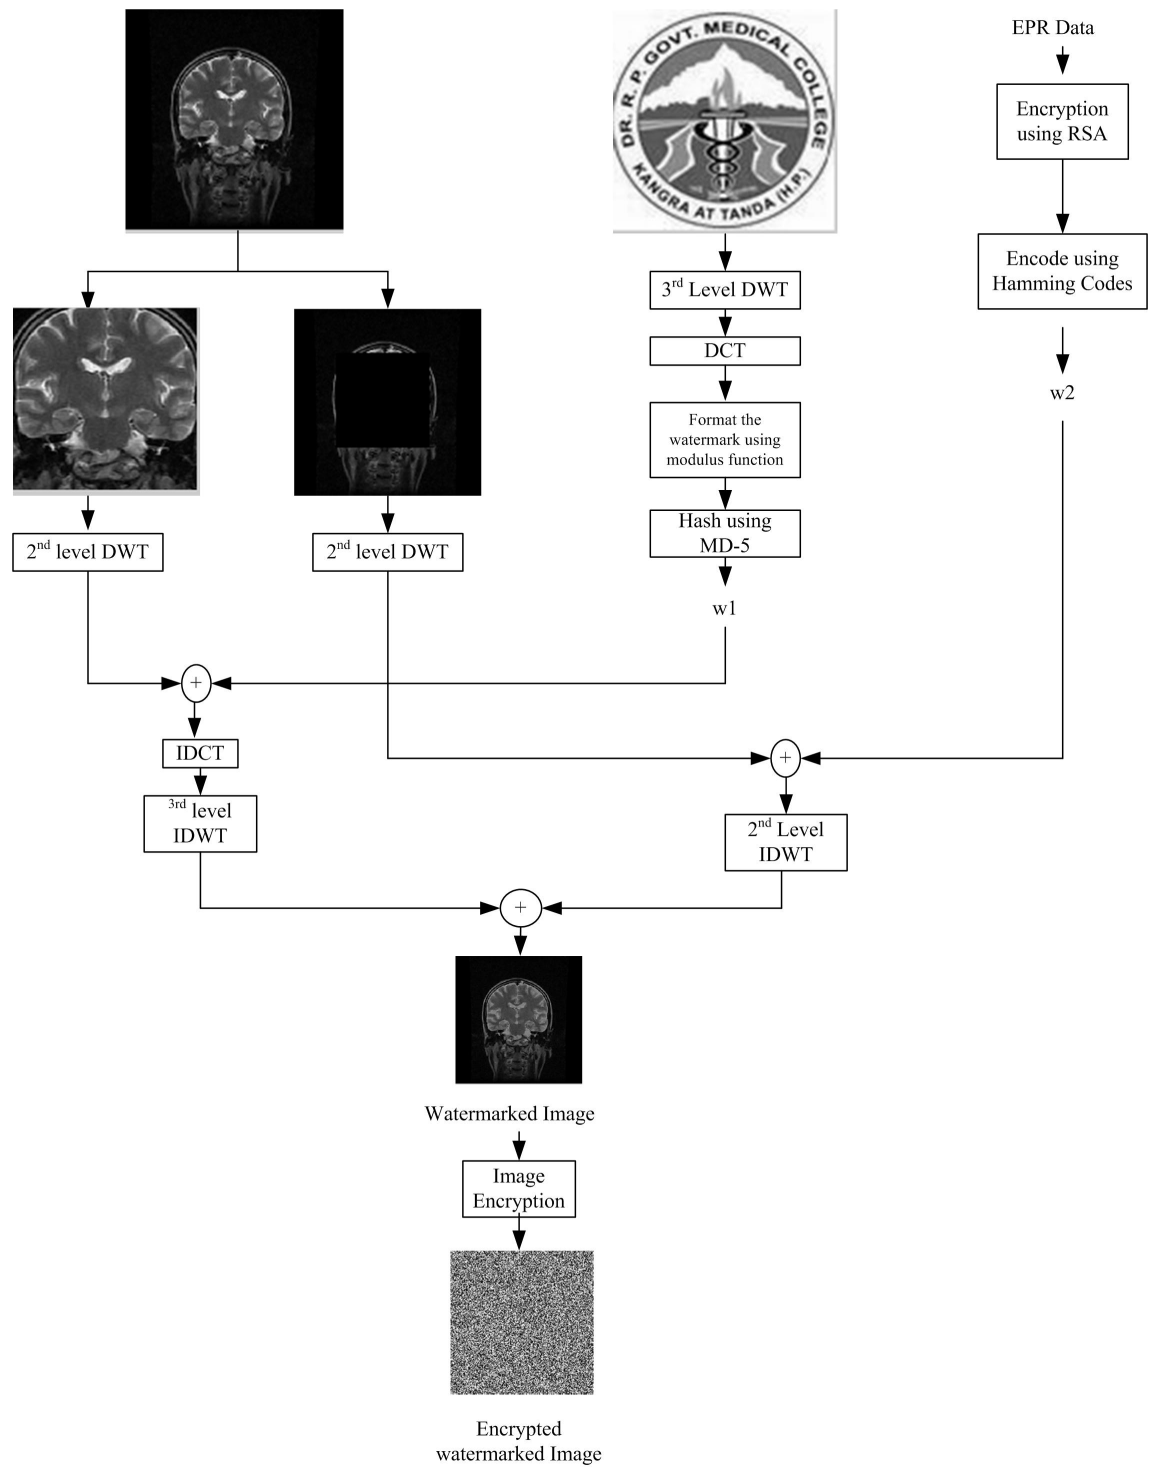 DR. R. P. GOVT. MEDICAL COLLEGE
KANGRA AT TANDA (H.P.)
EPR Data
Encryption
using RSA
Encode using
Hamming Codes
w2
3rd Level DWT
DCT
Format the
watermark using
modulus function
Hash using
MD-5
w1
2nd level DWT
2nd level DWT
+
IDCT
3rd level
IDWT
+
2nd Level
IDWT
+
Watermarked Image
Image
Encryption
Encrypted
watermarked Image